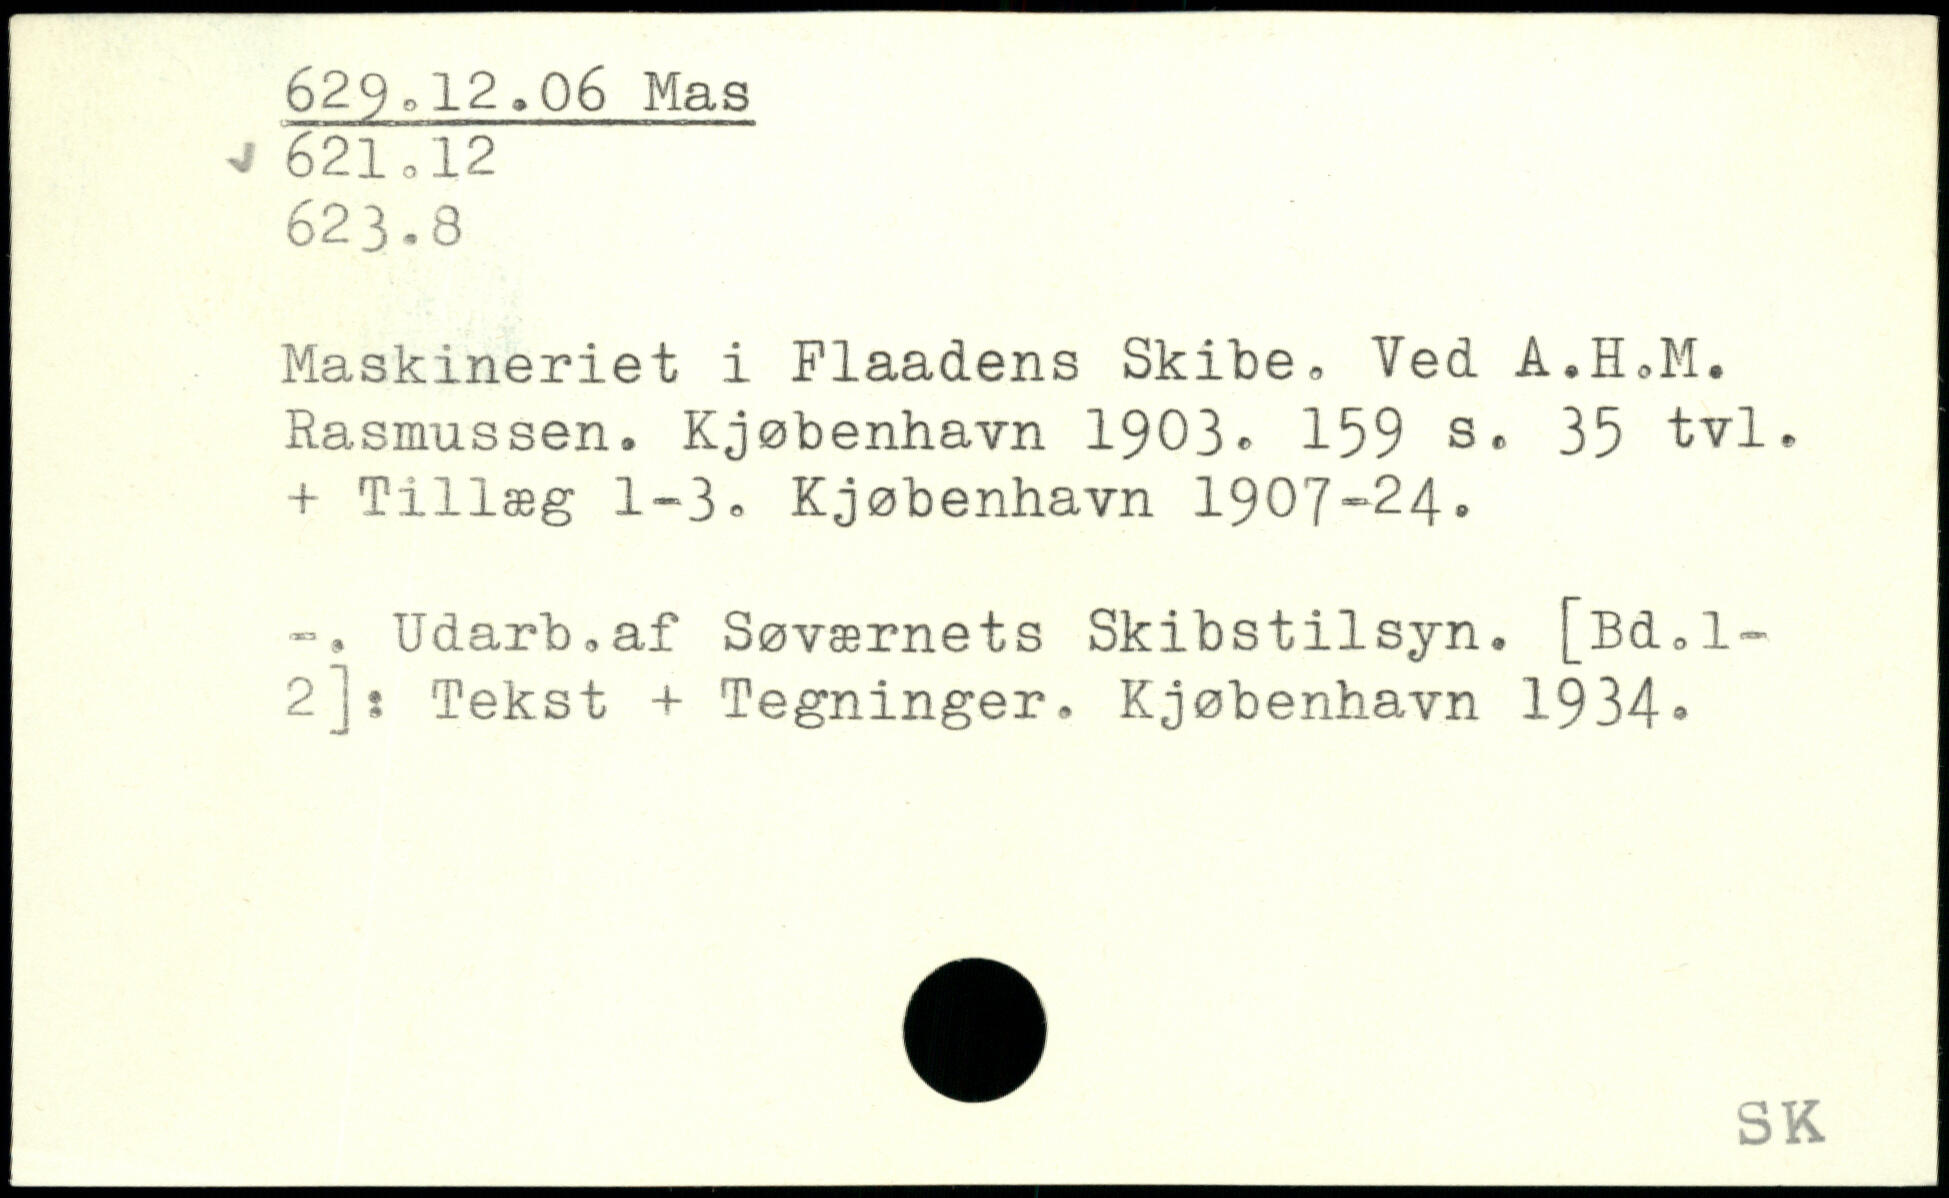 629.12.06 Mas
✓ 621.12
623.8
Maskineriet i Flaadens Skibe. Ved A.H.M.
Rasmussen. Kjøbenhavn 1903. 159 s. 35 tvl.
+ Tillæg 1-3. Kjøbenhavn 1907-24.
-. Udarb.af Søværnets Skibstilsyn. [Bd.1-
2]: Tekst + Tegninger. Kjøbenhavn 1934.
SK